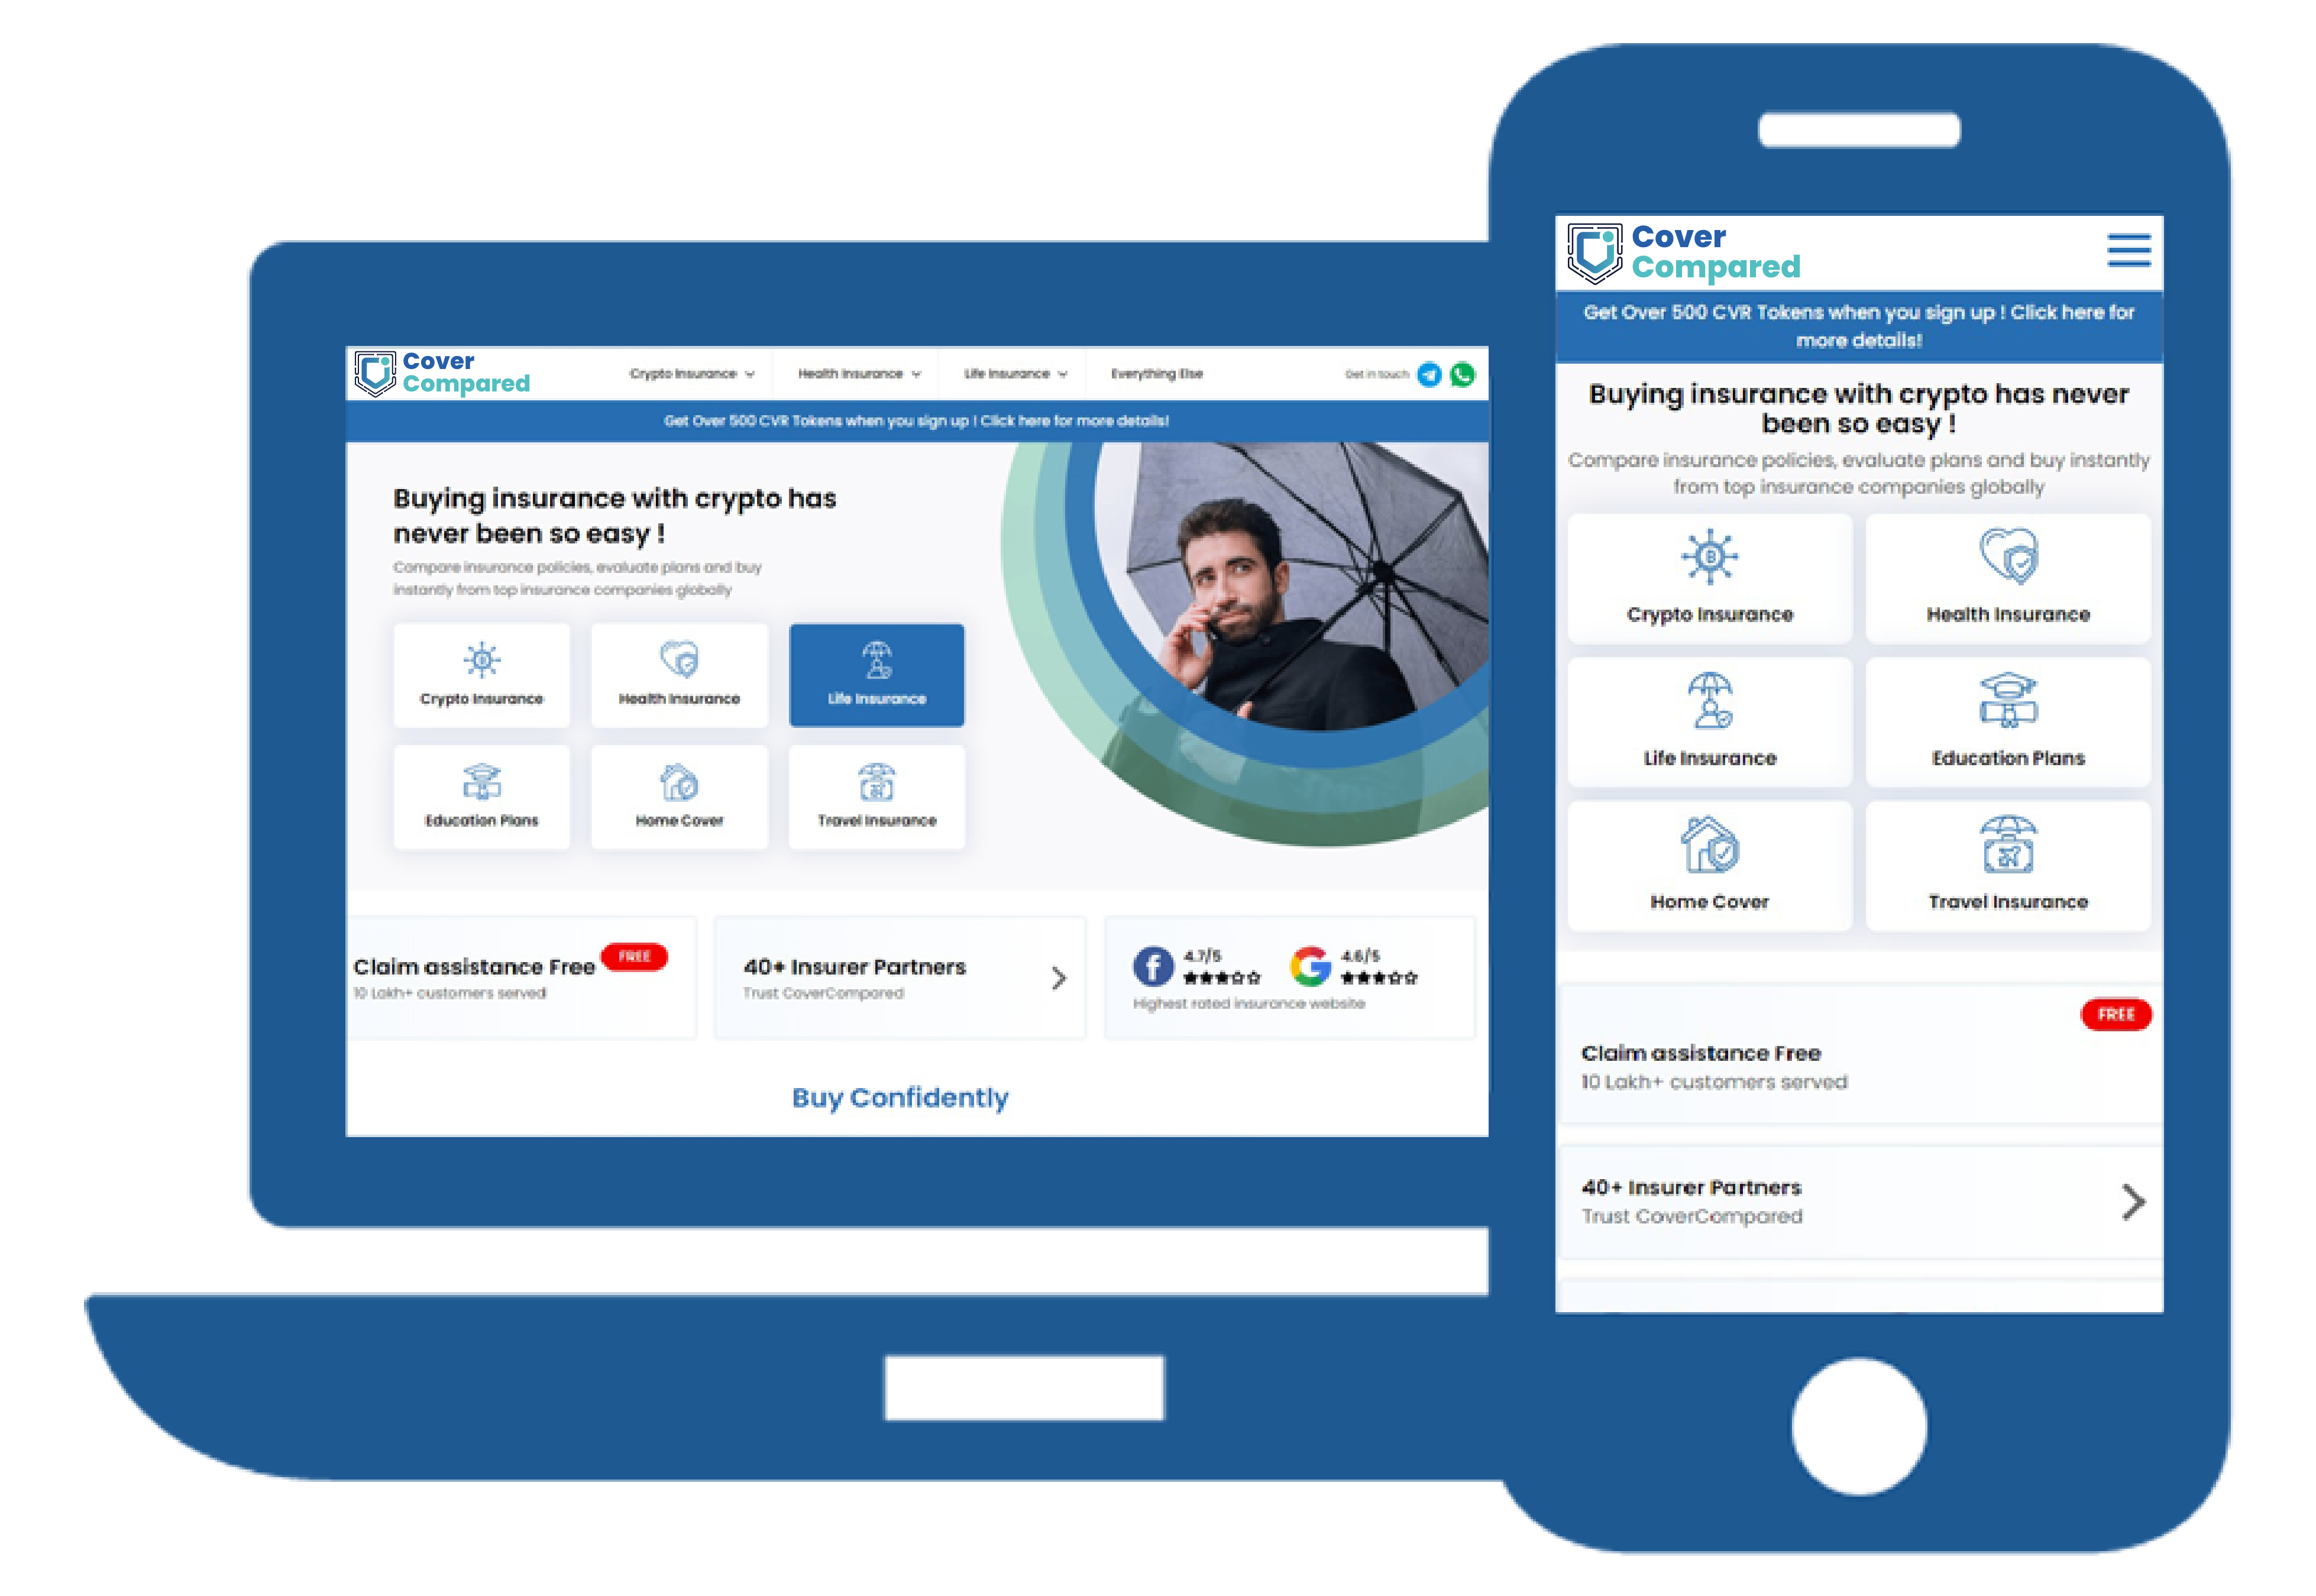 Cover
Compared
Crypto Insurance
Health Insurance
Life Insurance
Everything Else
Get in touch
Get Over 500 CVR Tokens when you sign up ! Click here for more details!
Buying insurance with crypto has
never been so easy !
Compare insurance policies, evaluate plans and buy
instantly from top insurance companies globally
Crypto Insurance
Health Insurance
Life Insurance
Education Plans
Home Cover
Travel Insurance
Claim assistance Free
FREE
10 Lakh+ customers served
40+ Insurer Partners
Trust CoverCompared
4.7/5
4.6/5
Highest rated insurance website
Buy Confidently
Cover
Compared
Get Over 500 CVR Tokens when you sign up ! Click here for
more details!
Buying insurance with crypto has never
been so easy !
Compare insurance policies, evaluate plans and buy instantly
from top insurance companies globally
Crypto Insurance
Health Insurance
Life Insurance
Education Plans
Home Cover
Travel Insurance
FREE
Claim assistance Free
10 Lakh+ customers served
40+ Insurer Partners
Trust CoverCompared